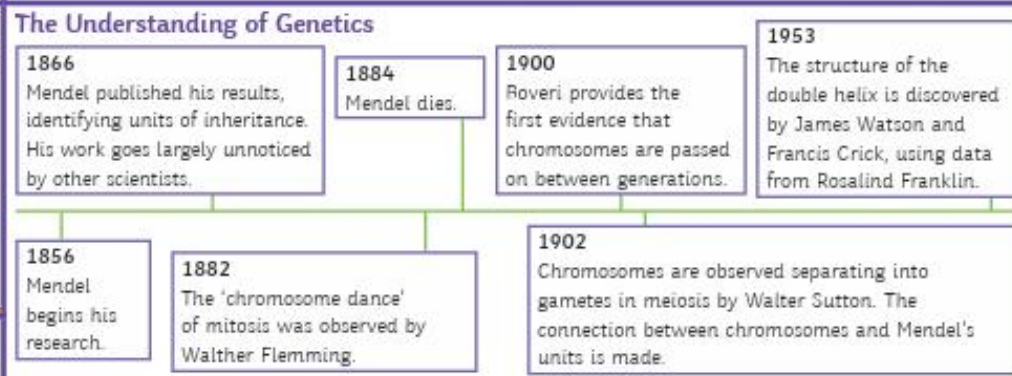 The Understanding of Genetics
1866
Mendel published his results,
identifying units of inheritance.
His work goes largely unnoticed
by other scientists.
1884
Mendel dies.
1900
Boveri provides the
first evidence that
chromosomes are passed
on between generations.
1953
The structure of the
double helix is discovered
by James Watson and
Francis Crick, using data
from Rosalind Franklin.
1856
Mendel
begins his
research.
1882
The ‘chromosome dance’
of mitosis was observed by
Walther Flemming.
1902
Chromosomes are observed separating into
gametes in meiosis by Walter Sutton. The
connection between chromosomes and Mendel’s
units is made.